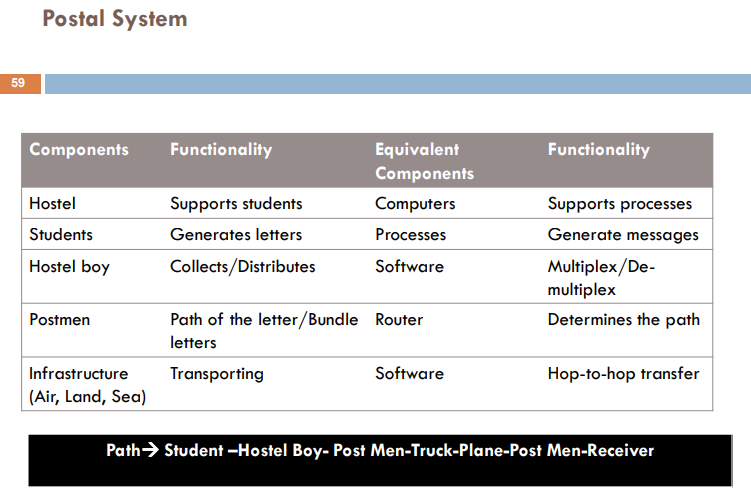 Postal System
59
Components Functionality Equivalent Components Functionality
Hostel Supports students Computers Supports processes
Students Generates letters Processes Generate messages
Hostel boy Collects/Distributes Software Multiplex/De-multiplex
Postmen Path of the letter/Bundle letters Router Determines the path
Infrastructure (Air, Land, Sea) Transporting Software Hop-to-hop transfer
Path→ Student –Hostel Boy- Post Men-Truck-Plane-Post Men-Receiver